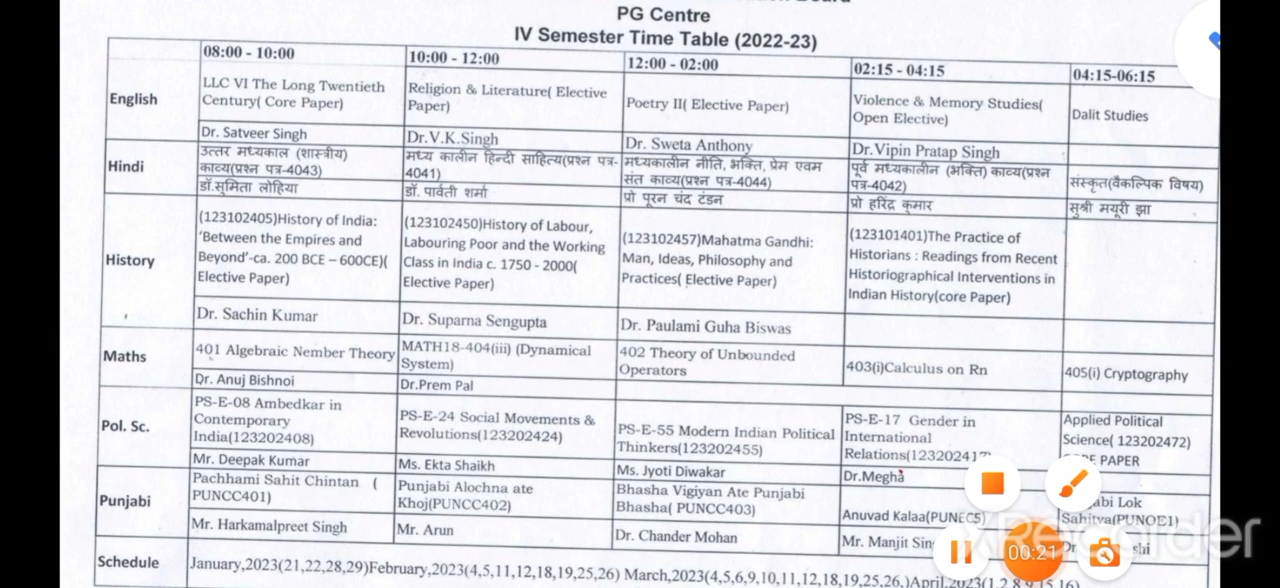 PG Centre
IV Semester Time Table (2022-23)
08:00 - 10:00
10:00 - 12:00
12:00 - 02:00
02:15 - 04:15
04:15-06:15
English
LLC VI The Long Twentieth
Century( Core Paper)
Religion & Literature( Elective
Paper)
Poetry II( Elective Paper)
Violence & Memory Studies(
Open Elective)
Dalit Studies
Dr. Satveer Singh
Dr.V.K.Singh
Dr. Sweta Anthony
Dr.Vipin Pratap Singh
Hindi
उत्तर मध्यकाल (शास्त्रीय)
काव्य(प्रश्न पत्र-4043)
मध्य कालीन हिन्दी साहित्य(प्रश्न पत्र-
4041)
मध्यकालीन नीति, भक्ति, प्रेम एवम
संत काव्य(प्रश्न पत्र-4044)
पूर्व मध्यकालीन (भक्ति) काव्य(प्रश्न
पत्र-4042)
संस्कृत(वैकल्पिक विषय)
डॉ.सुमिता लोहिया
डॉ. पार्वती शर्मा
प्रो पूरन चंद टंडन
प्रो हरिंद्र कुमार
सुश्री मयूरी झा
History
(123102405)History of India:
‘Between the Empires and
Beyond’-ca. 200 BCE – 600CE)(
Elective Paper)
(123102450)History of Labour,
Labouring Poor and the Working
Class in India c. 1750 - 2000(
Elective Paper)
(123102457)Mahatma Gandhi:
Man, Ideas, Philosophy and
Practices( Elective Paper)
(123101401)The Practice of
Historians : Readings from Recent
Historiographical Interventions in
Indian History(core Paper)
Dr. Sachin Kumar
Dr. Suparna Sengupta
Dr. Paulami Guha Biswas
Maths
401 Algebraic Nember Theory
MATH18-404(iii) (Dynamical
System)
402 Theory of Unbounded
Operators
403(i)Calculus on Rn
405(i) Cryptography
Dr. Anuj Bishnoi
Dr.Prem Pal
Pol. Sc.
PS-E-08 Ambedkar in
Contemporary
India(123202408)
PS-E-24 Social Movements &
Revolutions(123202424)
PS-E-55 Modern Indian Political
Thinkers(123202455)
PS-E-17 Gender in
International
Applied Political
Science( 123202472)
PAPER
Mr. Deepak Kumar
Ms. Ekta Shaikh
Ms. Jyoti Diwakar
Dr.Megha
Punjabi
Pachhami Sahit Chintan (
PUNCC401)
Punjabi Alochna ate
Khoj(PUNCC402)
Bhasha Vigiyan Ate Punjabi
Bhasha( PUNCC403)
Anuvad Kalaa(PUNEC5)
Lok
Sahitya(PUNOE1)
Mr. Harkamalpreet Singh
Mr. Arun
Dr. Chander Mohan
Mr. Manjit
00:21
Schedule
January,2023(21,22,28,29)February,2023(4,5,11,12,18,19,25,26) March,2023(4,5,6,9,10,11,12,18,19,25,26,)April,2023(1,2,8,9,15,16)